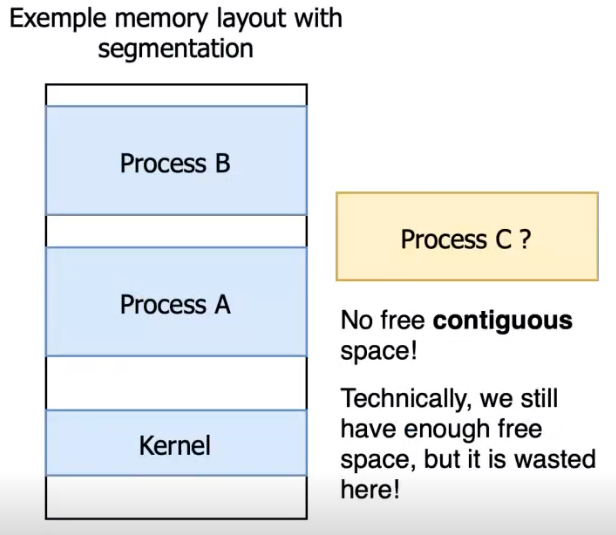 Exemple memory layout with
segmentation
Process B
Process C ?
Process A
No free contiguous
space!
Technically, we still
have enough free
space, but it is wasted
here!
Kernel